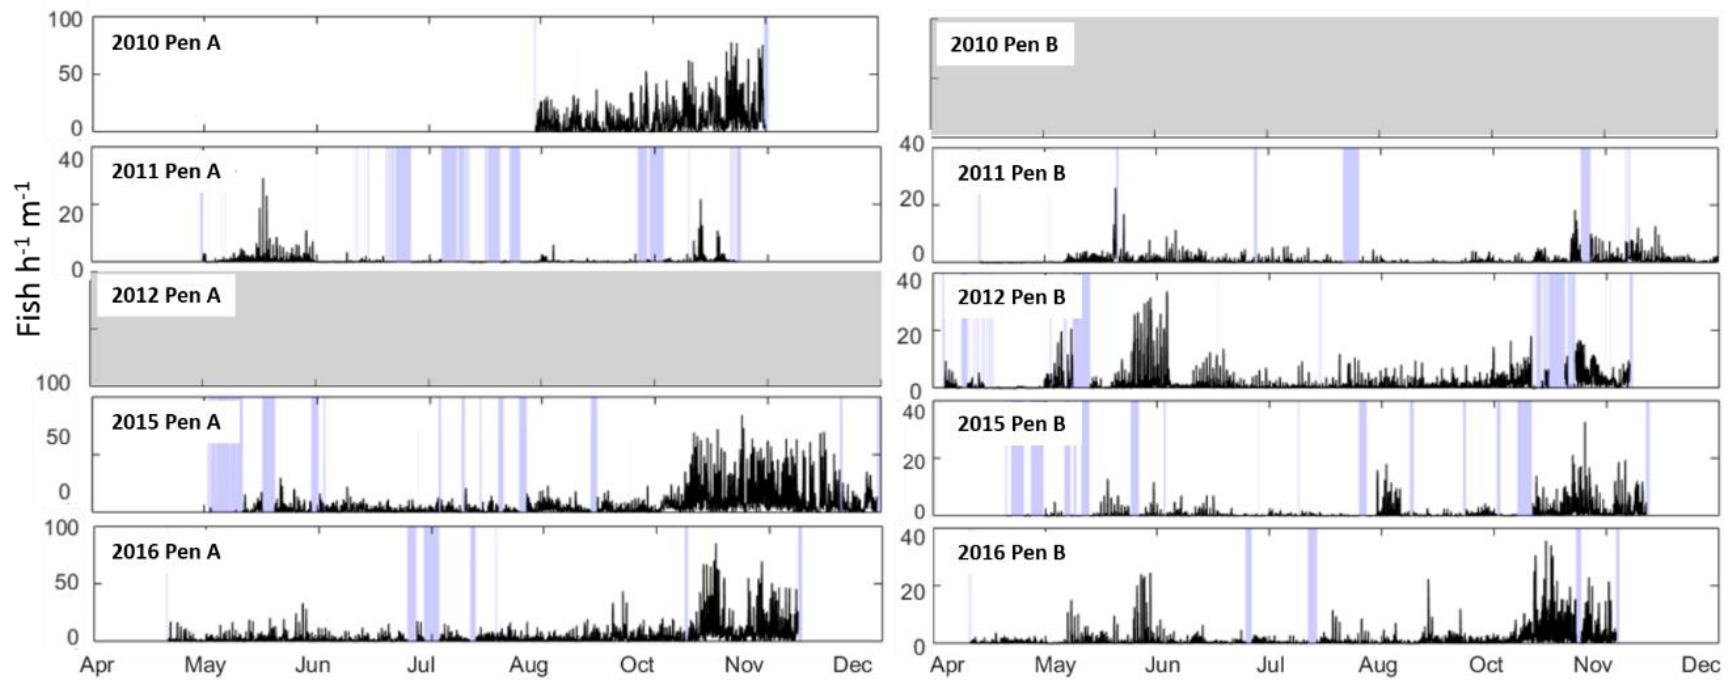 Fish h-1 m-1
100
50
0
2010 Pen A
2010 Pen B
40
20
0
2011 Pen A
40
20
0
2011 Pen B
2012 Pen A
40
20
0
2012 Pen B
100
50
0
2015 Pen A
40
20
0
2015 Pen B
100
50
0
2016 Pen A
40
20
0
2016 Pen B
Apr May Jun Jul Aug Oct Nov Dec
Apr May Jun Jul Aug Oct Nov Dec